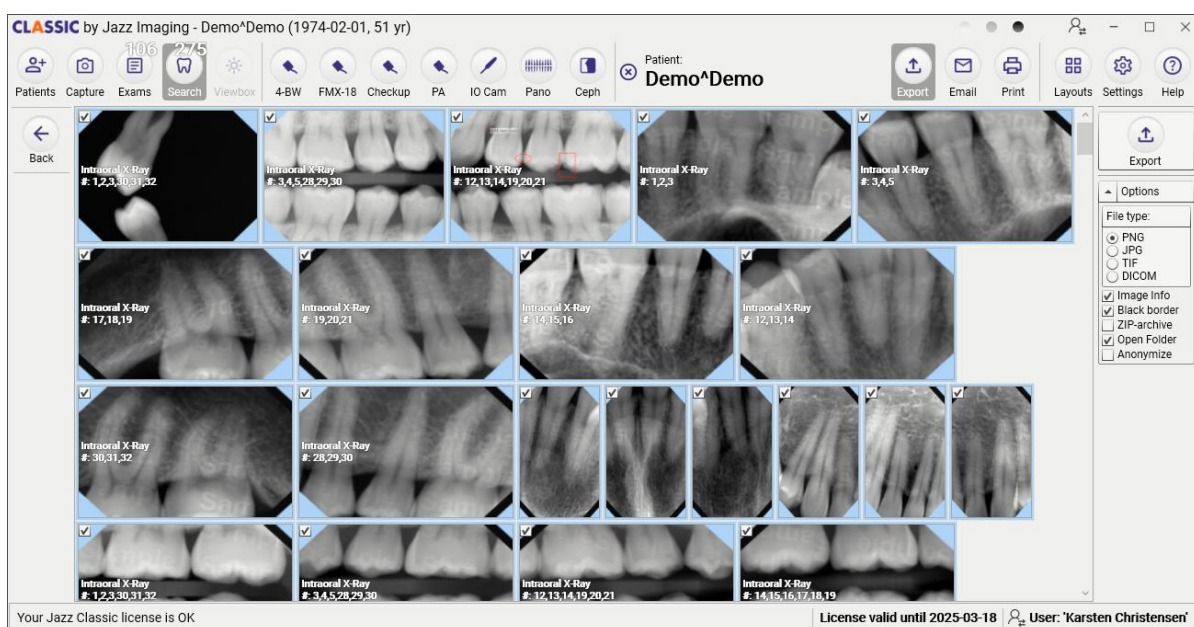 CLASSIC by Jazz Imaging - Demo^Demo (1974-02-01, 51 yr)
106
275
Patients
Capture
Exams
Search
Viewbox
4-BW
FMX-18
Checkup
PA
IO Cam
Pano
Ceph
Patient:
Demo^Demo
Export
Email
Print
Layouts
Settings
Help
Back
Intraoral X-Ray
#: 1,2,3,30,31,32
Intraoral X-Ray
#: 3,4,5,28,29,30
Intraoral X-Ray
#: 12,13,14,19,20,21
Intraoral X-Ray
#: 1,2,3
Intraoral X-Ray
#: 3,4,5
Intraoral X-Ray
#: 17,18,19
Intraoral X-Ray
#: 19,20,21
Intraoral X-Ray
#: 14,15,16
Intraoral X-Ray
#: 12,13,14
Intraoral X-Ray
#: 30,31,32
Intraoral X-Ray
#: 28,29,30
Intraoral X-Ray
#: 1,2,3,30,31,32
Intraoral X-Ray
#: 3,4,5,28,29,30
Intraoral X-Ray
#: 12,13,14,19,20,21
Intraoral X-Ray
#: 14,15,16,17,18,19
Export
Options
File type:
PNG
JPG
TIF
DICOM
Image Info
Black border
ZIP-archive
Open Folder
Anonymize
Your Jazz Classic license is OK
License valid until 2025-03-18
User: 'Karsten Christensen'